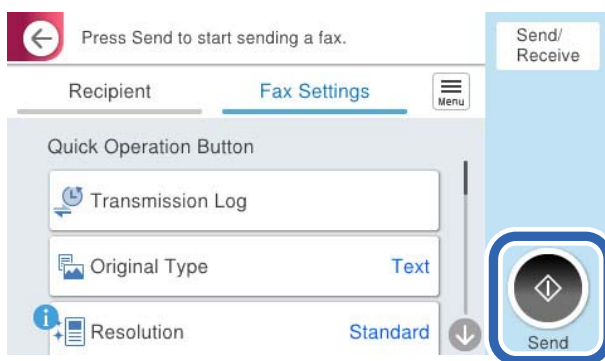 Press Send to start sending a fax.
Send/
Receive
Recipient
Fax Settings
Menu
Quick Operation Button
Transmission Log
Original Type
Text
Resolution
Standard
Send